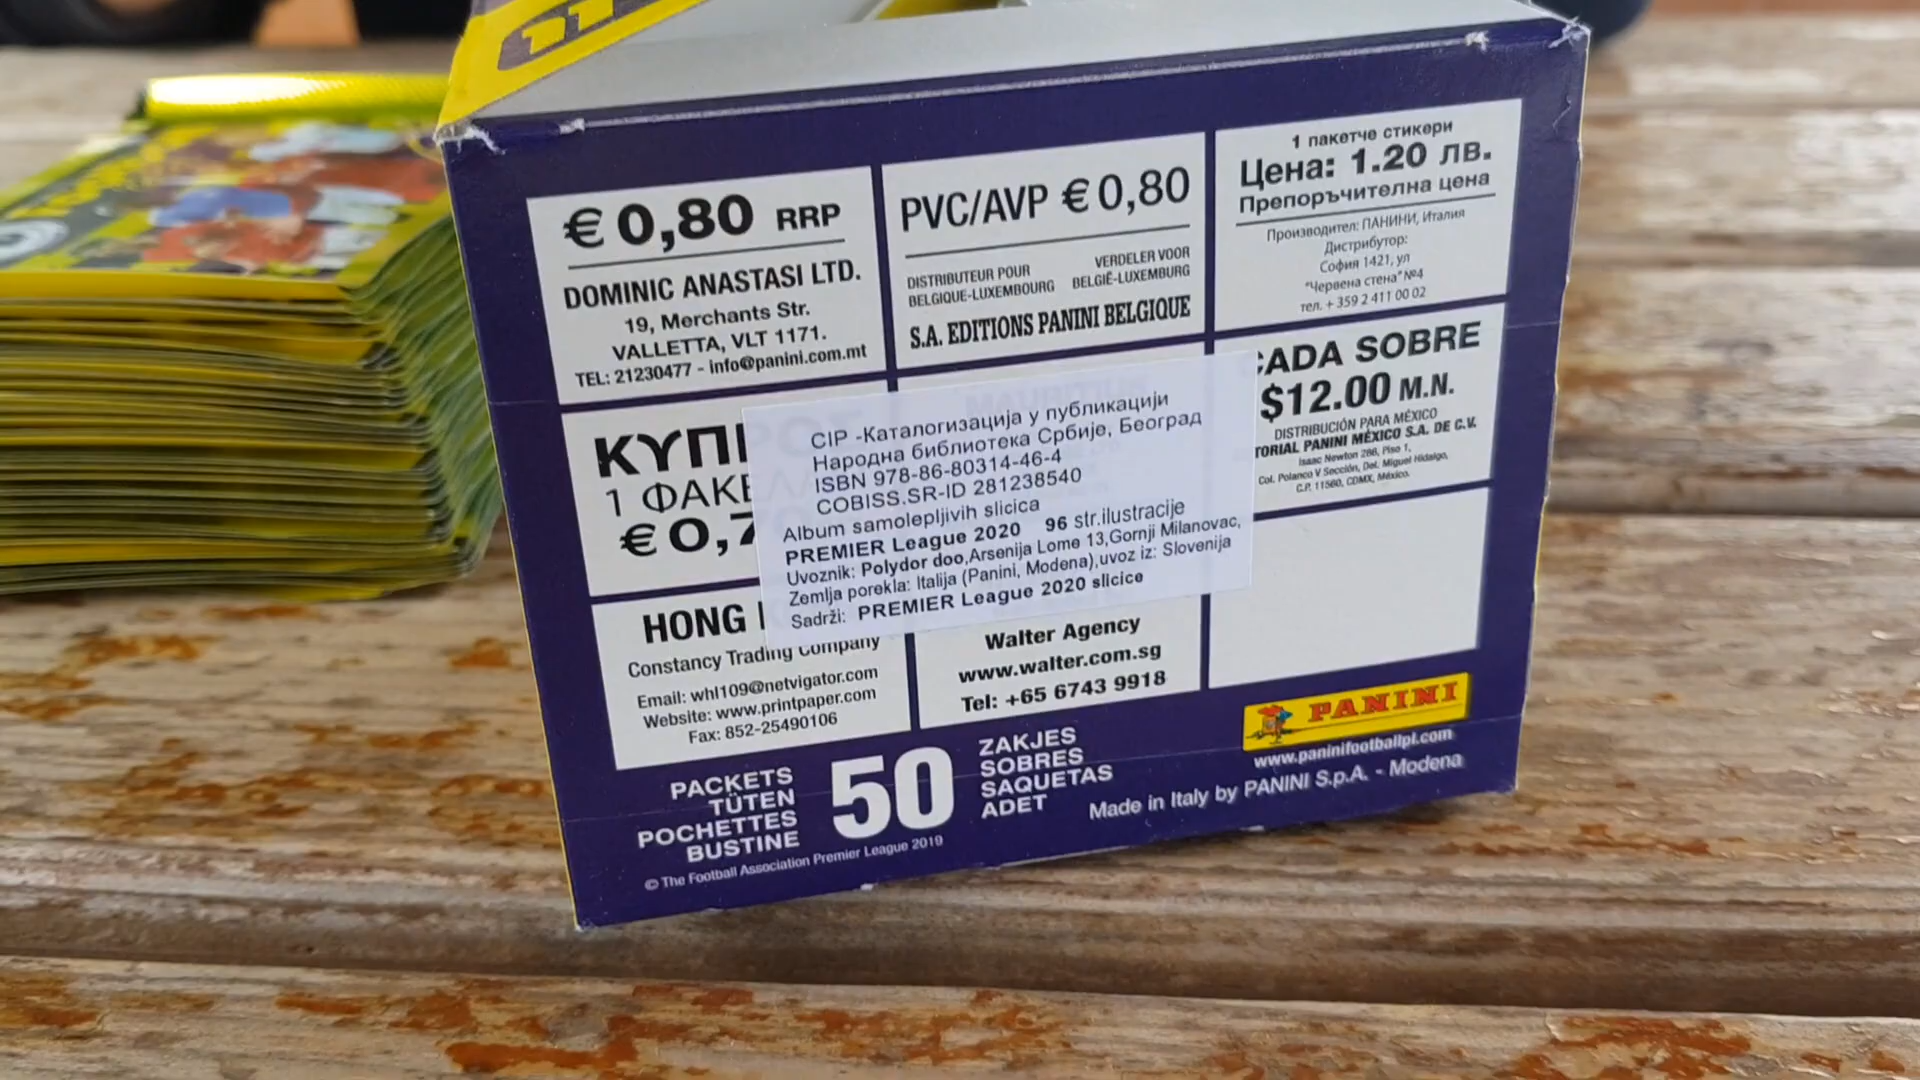 € 0,80 RRP
DOMINIC ANASTASI LTD.
19, Merchants Str.
VALLETTA, VLT 1171.
TEL: 21230477 - info@panini.com.mt
PVC/AVP € 0,80
DISTRIBUTEUR POUR
BELGIQUE-LUXEMBOURG
VERDELER VOOR
BELGIË-LUXEMBURG
S.A. EDITIONS PANINI BELGIQUE
1 пакетче стикери
Цена: 1.20 лв.
Препоръчителна цена
Производител: ПАНИНИ, Италия
Дистрибутор:
София 1421, ул
"Червена стена" №4
тел. + 359 2 411 00 02
ADA SOBRE
$12.00 M.N.
DISTRIBUCIÓN PARA MÉXICO
TORIAL PANINI MÉXICO S.A. DE C.V.
Isaac Newton 286, Piso 1,
Col. Polanco V Sección, Del. Miguel Hidalgo,
C.P. 11560, CDMX, México.
ΚΥΠ
1 ΦΑΚΕ
€ 0,7
CIP -Каталогизација у публикацији
Народна библиотека Србије, Београд
ISBN 978-86-80314-46-4
COBISS.SR-ID 281238540
Album samolepljivih slicica
PREMIER League 2020 96 str.ilustracije
Uvoznik: Polydor doo,Arsenija Lome 13,Gornji Milanovac,
Zemlja porekla: Italija (Panini, Modena),uvoz iz: Slovenija
Sadrži: PREMIER League 2020 slicice
HONG
Constancy Trading Company
Email: whl109@netvigator.com
Website: www.printpaper.com
Fax: 852-25490106
Walter Agency
www.walter.com.sg
Tel: +65 6743 9918
PACKETS
TÜTEN
POCHETTES
BUSTINE
50
ZAKJES
SOBRES
SAQUETAS
ADET
PANINI
www.paninifootballpl.com
Made in Italy by PANINI S.p.A. - Modena
© The Football Association Premier League 2019